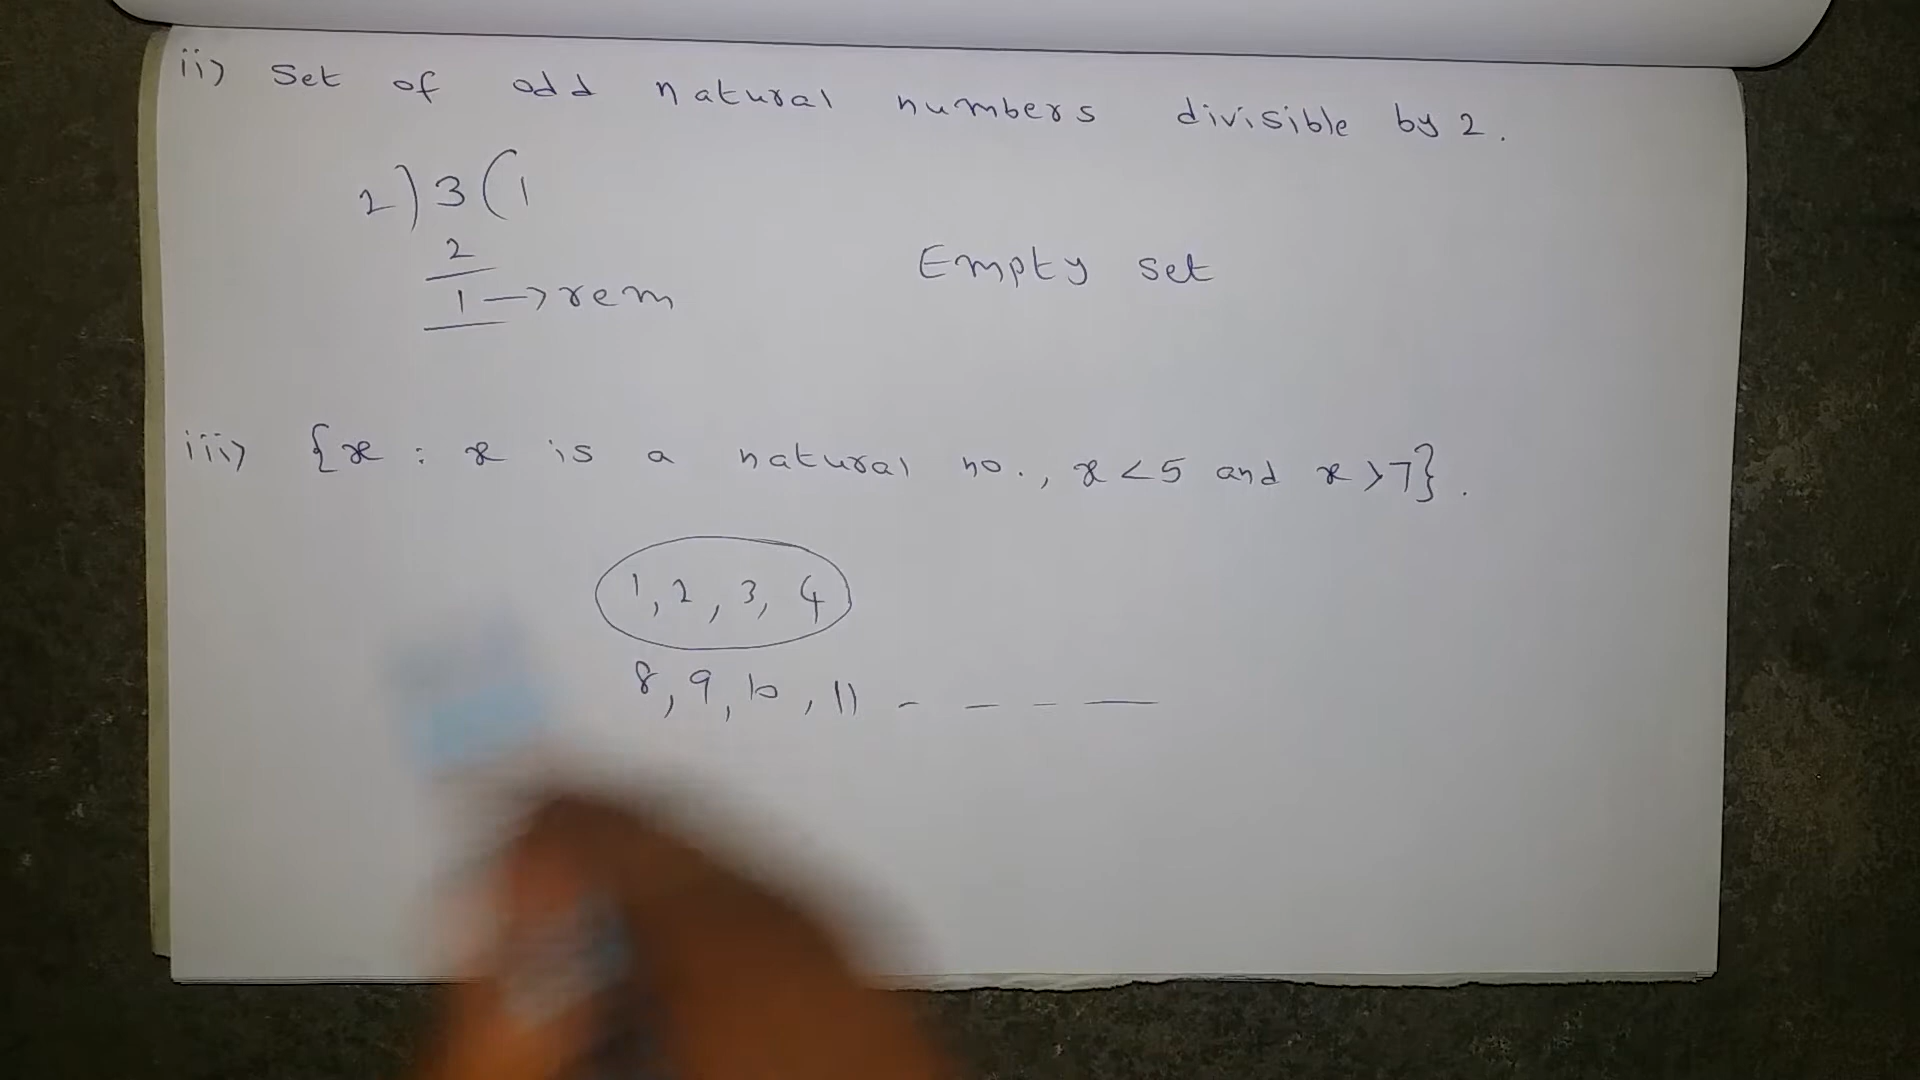 ii) Set of odd natural numbers divisible by 2.
2)3(1
2
1 → rem
Empty set
iii) {x : x is a natural no., x < 5 and x > 7}.
1, 2, 3, 4
8, 9, 10, 11 - - - —